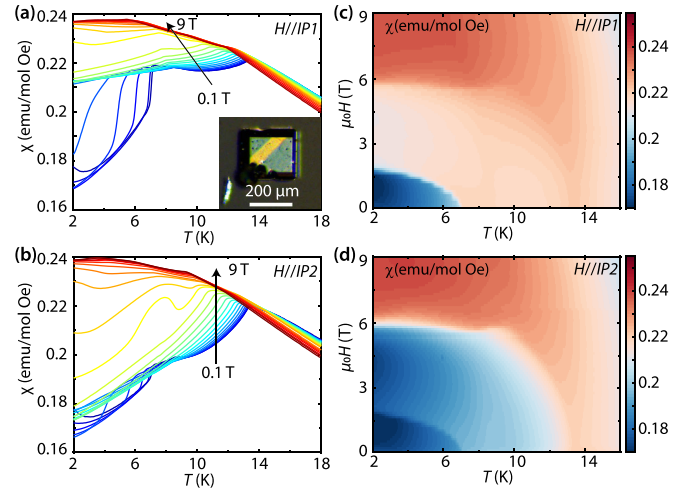 (a)
9 T
H//IP1
0.1 T
200 μm
χ (emu/mol Oe)
0.24
0.22
0.20
0.18
0.16
2
6
10
14
18
T (K)
(c)
χ(emu/mol Oe)
H//IP1
μ₀H (T)
9
6
3
0
2
6
10
14
T (K)
0.24
0.22
0.2
0.18
(b)
9 T
H//IP2
0.1 T
χ (emu/mol Oe)
0.24
0.22
0.20
0.18
0.16
2
6
10
14
18
T (K)
(d)
χ(emu/mol Oe)
H//IP2
μ₀H (T)
9
6
3
0
2
6
10
14
T (K)
0.24
0.22
0.2
0.18